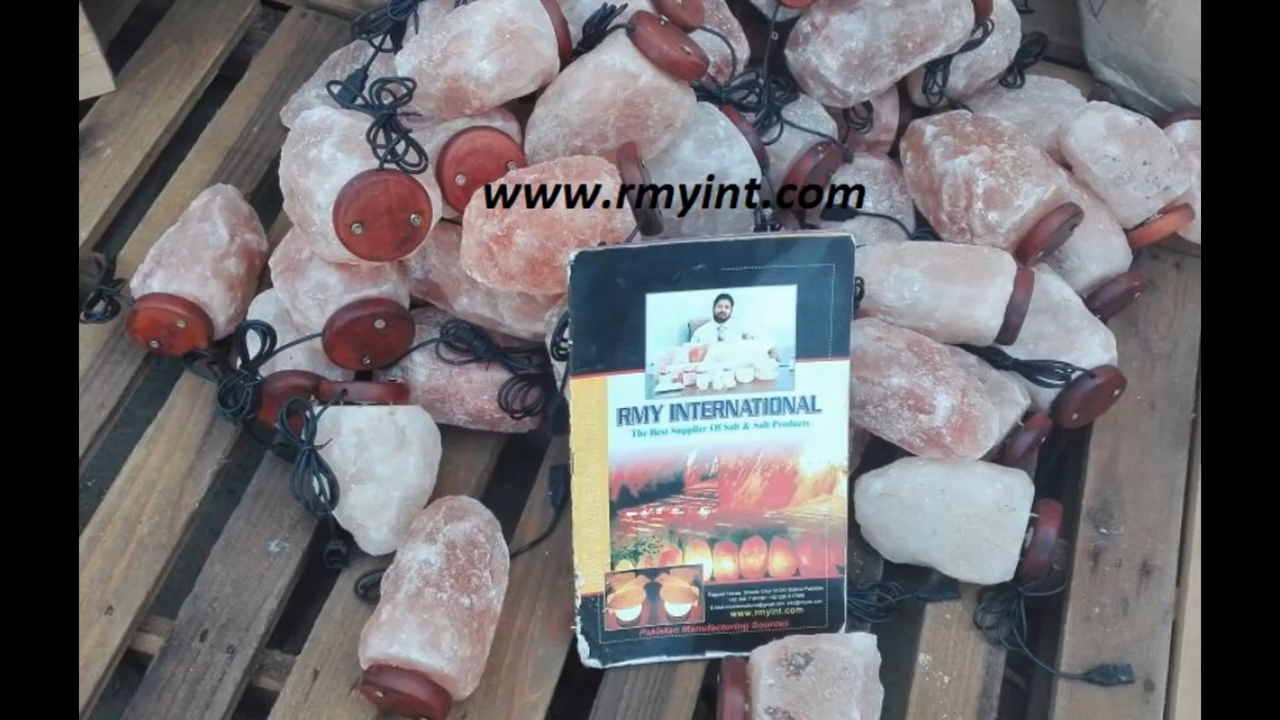 www.rmyint.com
RMY INTERNATIONAL
The Best Supplier Of Salt & Salt Products
www.rmyint.com
Pakistan Manufacturing Sources